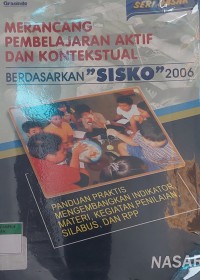 Grasindo
MERANCANG
PEMBELAJARAN AKTIF
DAN KONTEKSTUAL
BERDASARKAN "SISKO" 2006
PANDUAN PRAKTIS
MENGEMBANGKAN INDIKATOR,
MATERI, KEGIATAN, PENILAIAN,
SILABUS, DAN RPP
NASAR